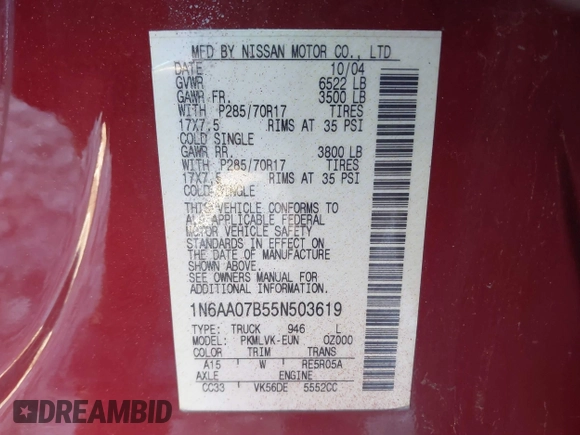 MFD BY NISSAN MOTOR CO., LTD
DATE 10/04
GVWR 6522 LB
GAWR FR. 3500 LB
WITH P285/70R17 TIRES
17X7.5 RIMS AT 35 PSI
COLD SINGLE
GAWR RR. 3800 LB
WITH P285/70R17 TIRES
17X7.5 RIMS AT 35 PSI
COLD SINGLE
THIS VEHICLE CONFORMS TO
ALL APPLICABLE FEDERAL
MOTOR VEHICLE SAFETY
STANDARDS IN EFFECT ON
THE DATE OF MANUFACTURE
SHOWN ABOVE.
SEE OWNERS MANUAL FOR
ADDITIONAL INFORMATION.
1N6AA07B55N503619
TYPE: TRUCK 946 L
MODEL: PKMLVK-EUN OZ000
COLOR TRIM TRANS
A15 W RE5R05A
AXLE ENGINE
CC33 VK56DE 5552CC
DREAMBID